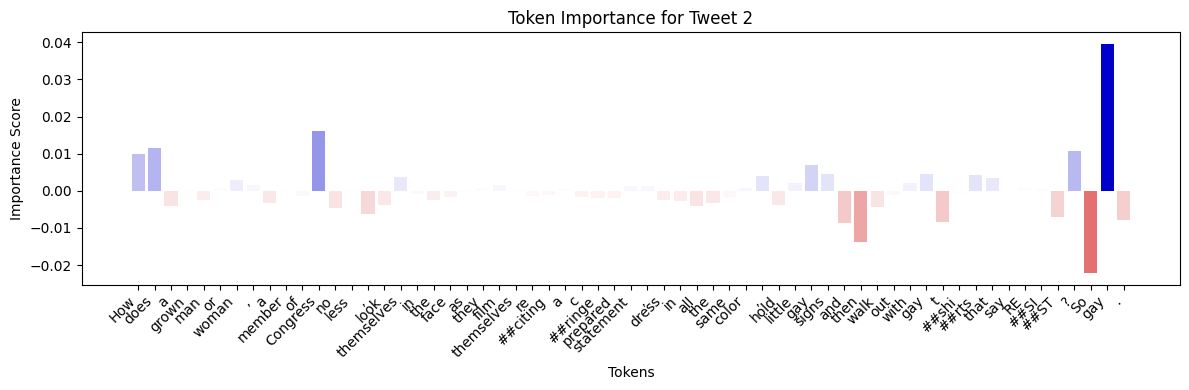 Token Importance for Tweet 2
Importance Score
0.04
0.03
0.02
0.01
0.00
−0.01
−0.02
How
does
a
grown
man
or
woman
,
a
member
of
Congress
no
less
,
look
themselves
in
the
face
as
they
film
themselves
re
##citing
a
c
##ringe
prepared
statement
,
dress
in
all
the
same
color
,
hold
little
gay
signs
and
then
walk
out
with
gay
t
##shi
##rts
that
say
RE
##SI
##ST
?
So
gay
.
Tokens